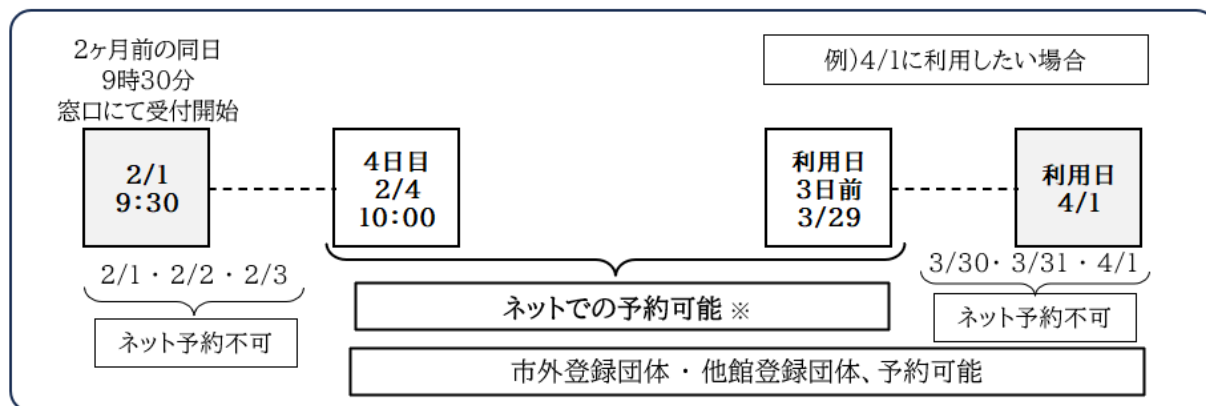 2ヶ月前の同日
9時30分
窓口にて受付開始
例)4/1に利用したい場合
2/1
9:30
4日目
2/4
10:00
利用日
3日前
3/29
利用日
4/1
2/1・2/2・2/3
3/30・3/31・4/1
ネット予約不可
ネットでの予約可能※
ネット予約不可
市外登録団体・他館登録団体、予約可能